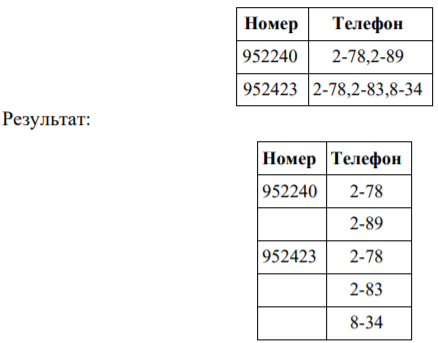 Номер Телефон
952240 2-78,2-89
952423 2-78,2-83,8-34
Результат:
Номер Телефон
952240 2-78
2-89
952423 2-78
2-83
8-34